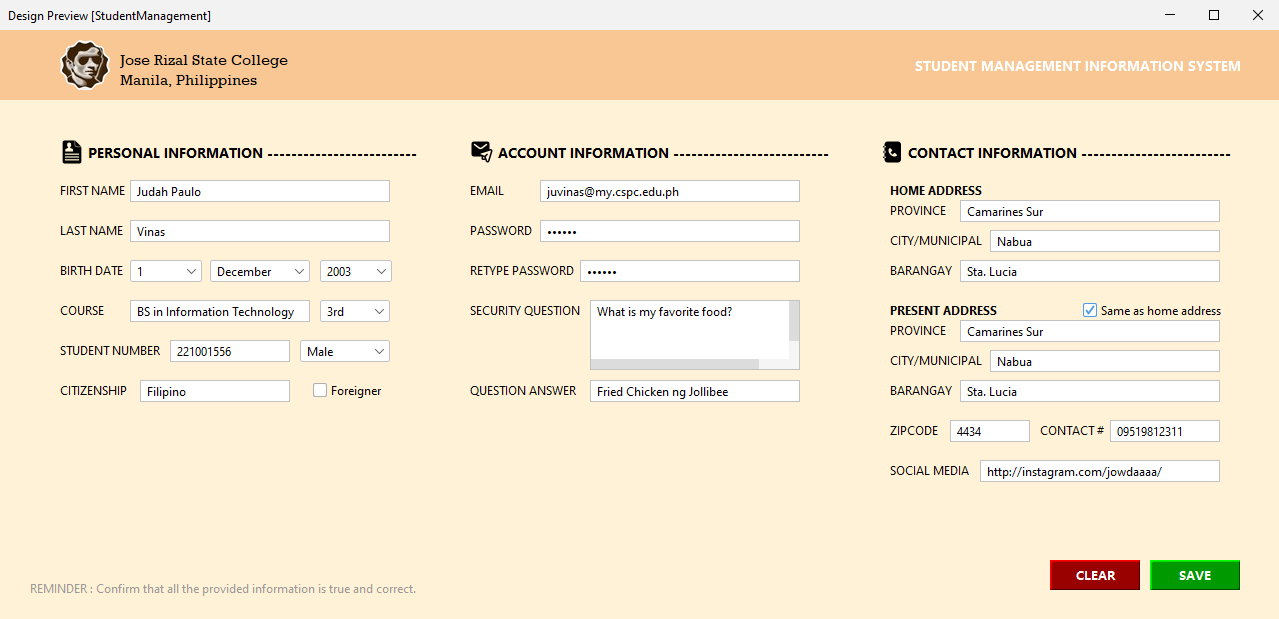 Design Preview [StudentManagement]
Jose Rizal State College
Manila, Philippines
STUDENT MANAGEMENT INFORMATION SYSTEM
PERSONAL INFORMATION -------------------------
FIRST NAME Judah Paulo
LAST NAME Vinas
BIRTH DATE 1 December 2003
COURSE BS in Information Technology 3rd
STUDENT NUMBER 221001556 Male
CITIZENSHIP Filipino Foreigner
ACCOUNT INFORMATION --------------------------
EMAIL juvinas@my.cspc.edu.ph
PASSWORD ••••••
RETYPE PASSWORD ••••••
SECURITY QUESTION What is my favorite food?
QUESTION ANSWER Fried Chicken ng Jollibee
CONTACT INFORMATION -------------------------
HOME ADDRESS
PROVINCE Camarines Sur
CITY/MUNICIPAL Nabua
BARANGAY Sta. Lucia
PRESENT ADDRESS Same as home address
PROVINCE Camarines Sur
CITY/MUNICIPAL Nabua
BARANGAY Sta. Lucia
ZIPCODE 4434 CONTACT # 09519812311
SOCIAL MEDIA http://instagram.com/jowdaaaa/
REMINDER : Confirm that all the provided information is true and correct.
CLEAR SAVE